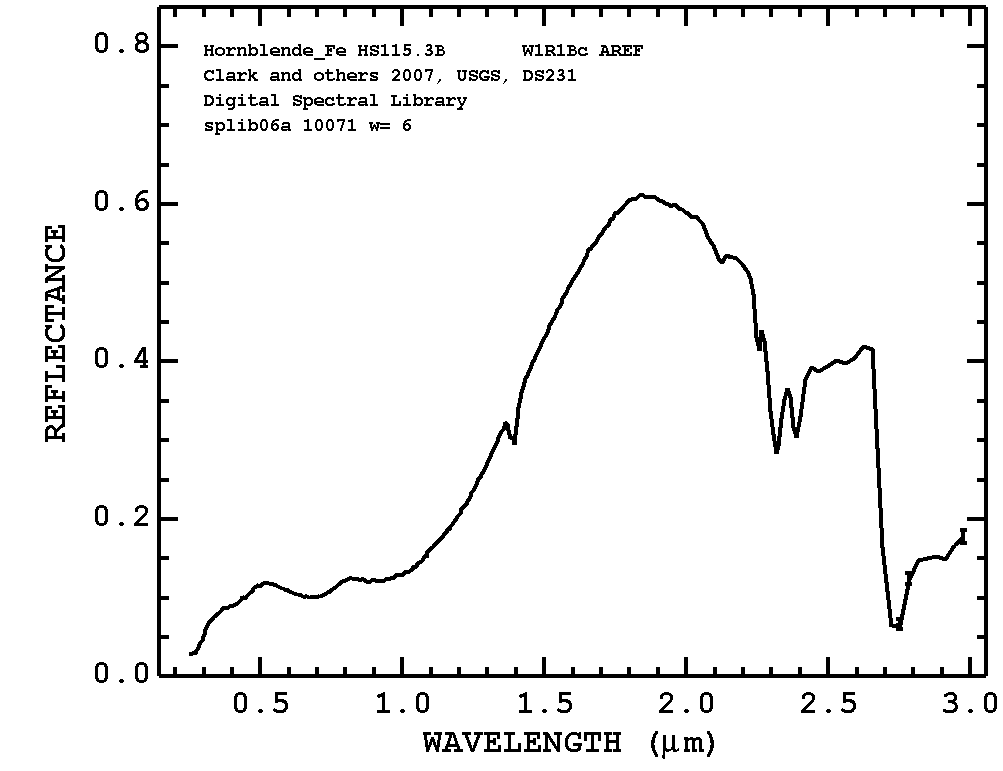 Hornblende_Fe HS115.3B W1R1Bc AREF
Clark and others 2007, USGS, DS231
Digital Spectral Library
splib06a 10071 w= 6
0.8
0.6
0.4
0.2
0.0
REFLECTANCE
0.5 1.0 1.5 2.0 2.5 3.0
WAVELENGTH (μm)